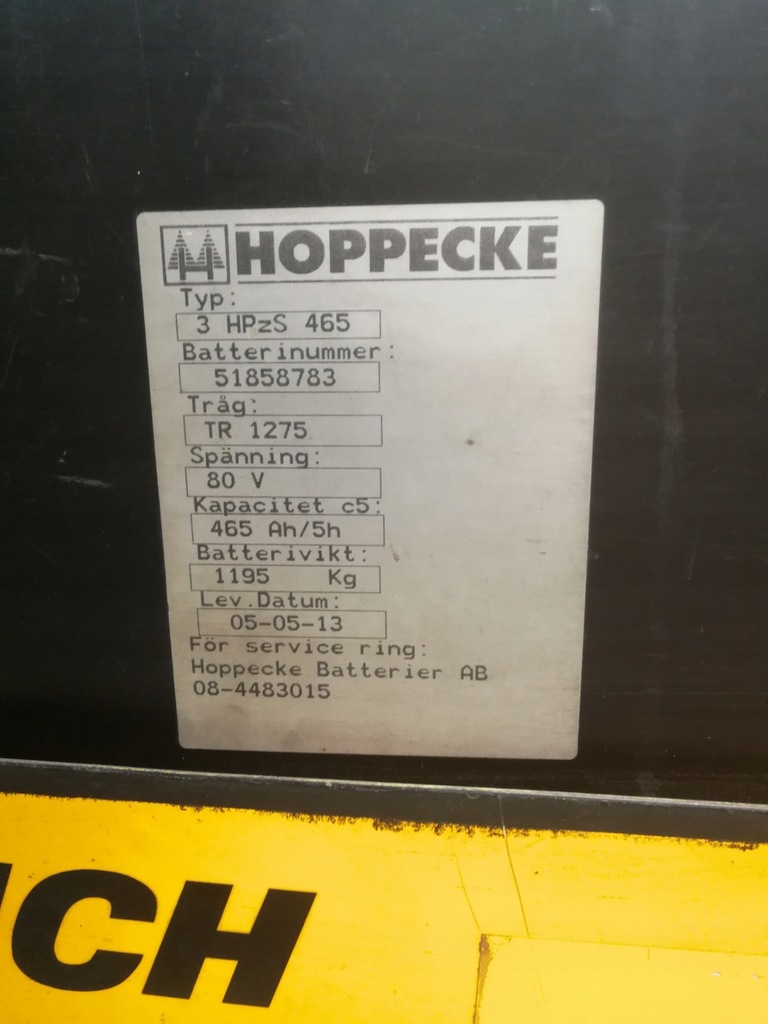 HOPPECKE
Typ:
3 HPzS 465
Batterinummer:
51858783
Tråg:
TR 1275
Spänning:
80 V
Kapacitet c5:
465 Ah/5h
Batterivikt:
1195 Kg
Lev.Datum:
05-05-13
För service ring:
Hoppecke Batterier AB
08-4483015
ICH